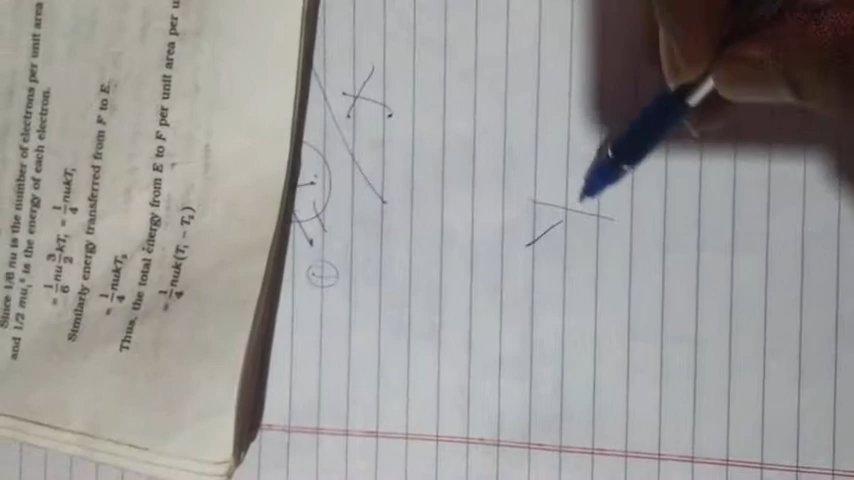 Since 1/6 nu is the number of electrons per unit area
and 1/2 mu₁² is the energy of each electron.
= 1/6 nu 3/2 kT₁ = 1/4 nukT₁
Similarly energy transferred from F to E.
= 1/4 nukT₂
Thus, the total energy from E to F per unit area per
= 1/4 nuk(T₁ − T₂)